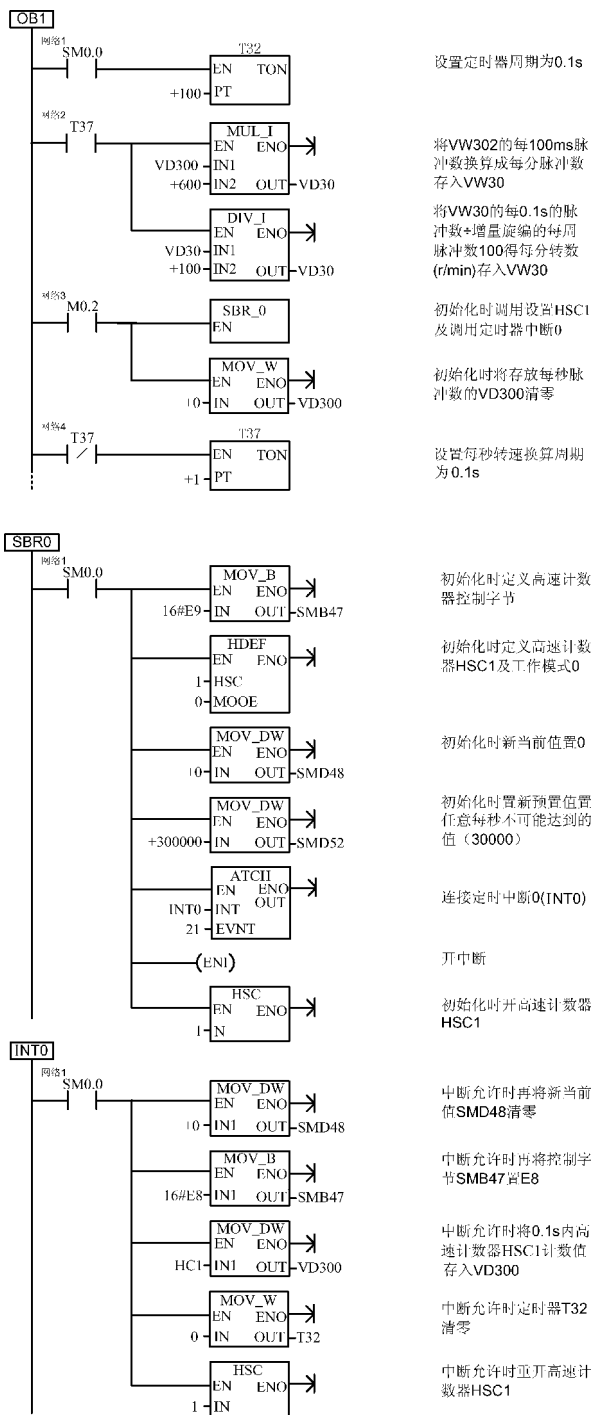 OB1
网络1
SM0.0
T32
EN TON
+100 PT
设置定时器周期为0.1s
网络2
T37
MUL_I
EN ENO
VD300 IN1
+600 IN2 OUT VD30
将VW302的每100ms脉
冲数换算成每分脉冲数
存入VW30
DIV_I
EN ENO
VD30 IN1
+100 IN2 OUT VD30
将VW30的每0.1s的脉
冲数÷增量旋编的每周
脉冲数100得每分转数
(r/min)存入VW30
网络3
M0.2
SBR_0
EN
初始化时调用设置HSC1
及调用定时器中断0
MOV_W
EN ENO
+0 IN OUT VD300
初始化时将存放每秒脉
冲数的VD300清零
网络4
T37
T37
EN TON
+1 PT
设置每秒转速换算周期
为0.1s
SBR0
网络1
SM0.0
MOV_B
EN ENO
16#E9 IN OUT SMB47
初始化时定义高速计数
器控制字节
HDEF
EN ENO
1 HSC
0 MOOE
初始化时定义高速计数
器HSC1及工作模式0
MOV_DW
EN ENO
+0 IN OUT SMD48
初始化时新当前值置0
MOV_DW
EN ENO
+300000 IN OUT SMD52
初始化时置新预置值置
任意每秒不可能达到的
值（30000）
ATCH
EN ENO
OUT
INT0 INT
21 EVNT
连接定时中断0(INT0)
(ENI)
开中断
HSC
EN ENO
1 N
初始化时开高速计数器
HSC1
INT0
网络1
SM0.0
MOV_DW
EN ENO
+0 IN1 OUT SMD48
中断允许时再将新当前
值SMD48清零
MOV_B
EN ENO
16#E8 IN1 OUT SMB47
中断允许时再将控制字
节SMB47置E8
MOV_DW
EN ENO
HC1 IN1 OUT VD300
中断允许时将0.1s内高
速计数器HSC1计数值
存入VD300
MOV_W
EN ENO
0 IN OUT T32
中断允许时定时器T32
清零
HSC
EN ENO
1 IN
中断允许时重开高速计
数器HSC1